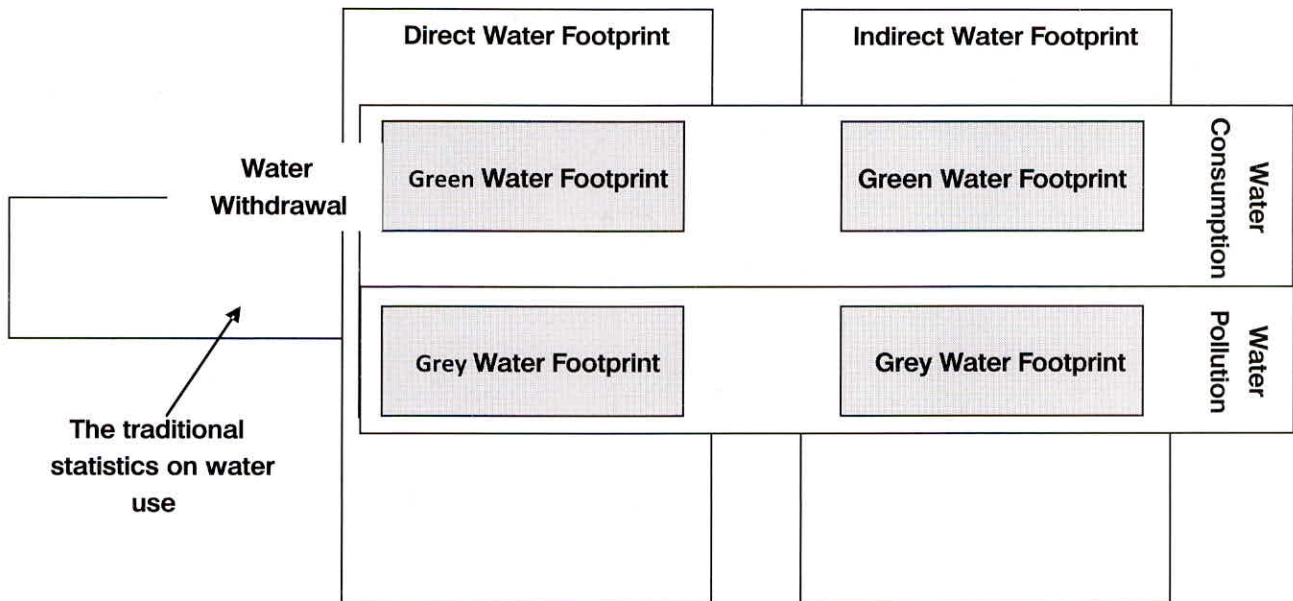 Direct Water Footprint
Indirect Water Footprint
Water
Withdrawal
Green Water Footprint
Green Water Footprint
Water
Consumption
Grey Water Footprint
Grey Water Footprint
Water
Pollution
The traditional
statistics on water
use